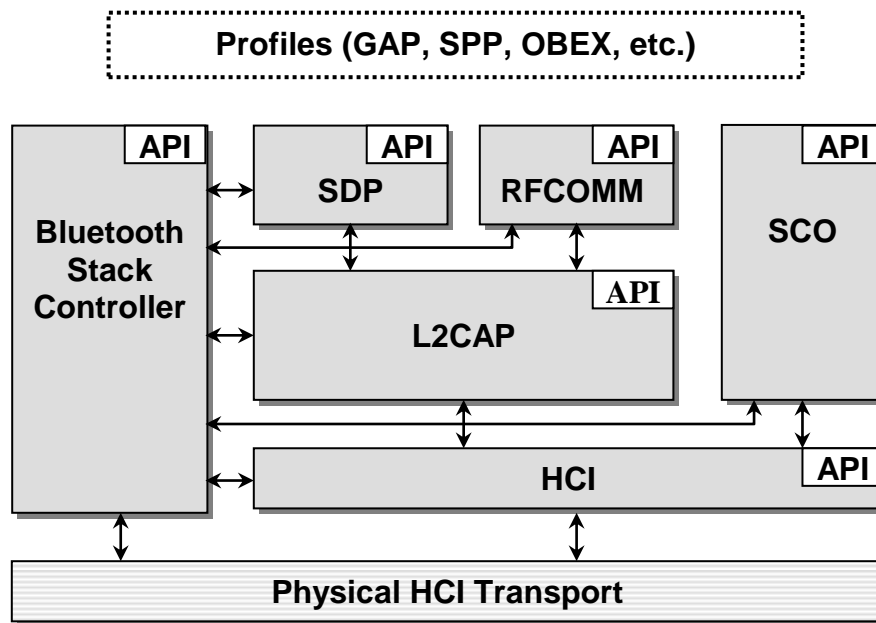 Profiles (GAP, SPP, OBEX, etc.)
API
API
API
API
SDP
RFCOMM
Bluetooth
Stack
Controller
SCO
API
L2CAP
API
HCI
Physical HCI Transport